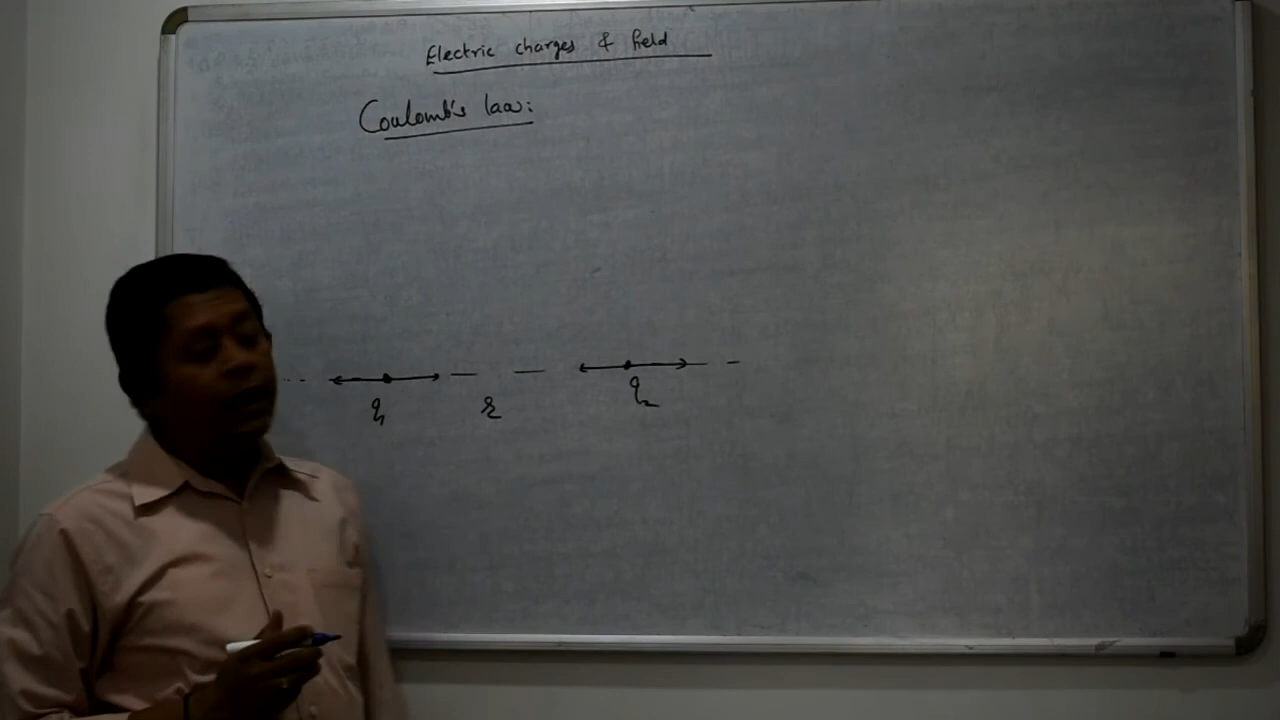 Electric charges & field
Coulomb's law:
q₁ r q₂